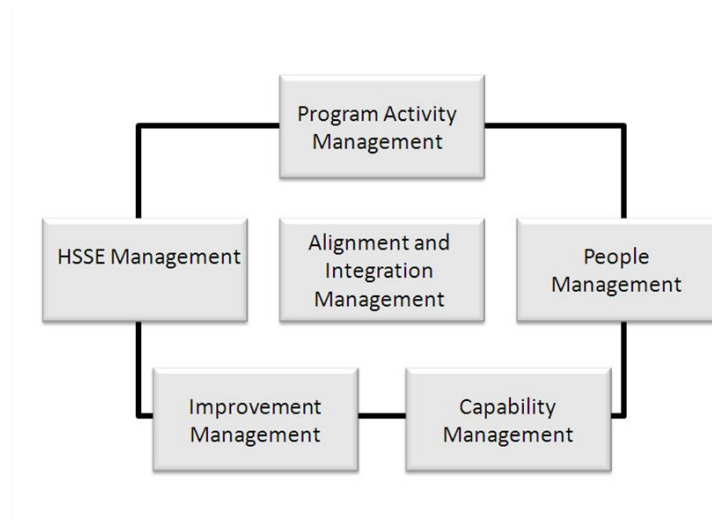 Program Activity
Management
HSSE Management
Alignment and
Integration
Management
People
Management
Improvement
Management
Capability
Management